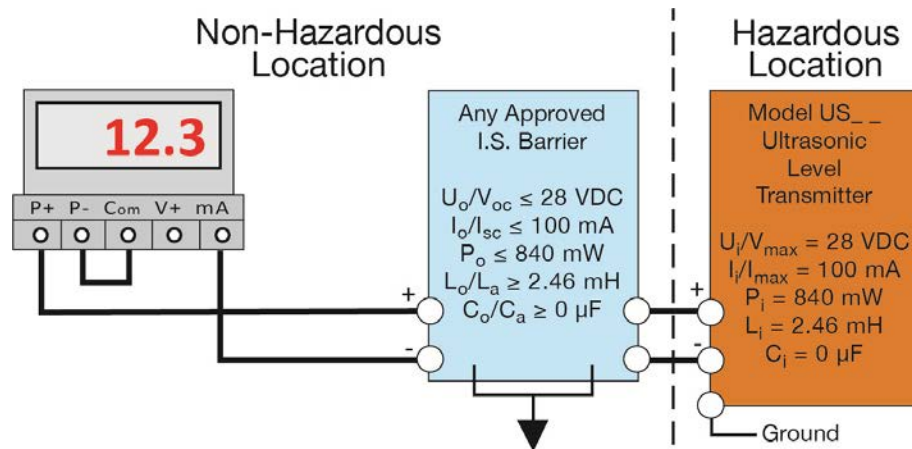 Non-Hazardous
Location
Hazardous
Location
12.3
P+ P- Com V+ mA
Any Approved
I.S. Barrier
Uo/Voc ≤ 28 VDC
Io/Isc ≤ 100 mA
Po ≤ 840 mW
Lo/La ≥ 2.46 mH
Co/Ca ≥ 0 µF
+
-
Model US_ _
Ultrasonic
Level
Transmitter
Ui/Vmax = 28 VDC
Ii/Imax = 100 mA
Pi = 840 mW
Li = 2.46 mH
Ci = 0 µF
+
-
Ground